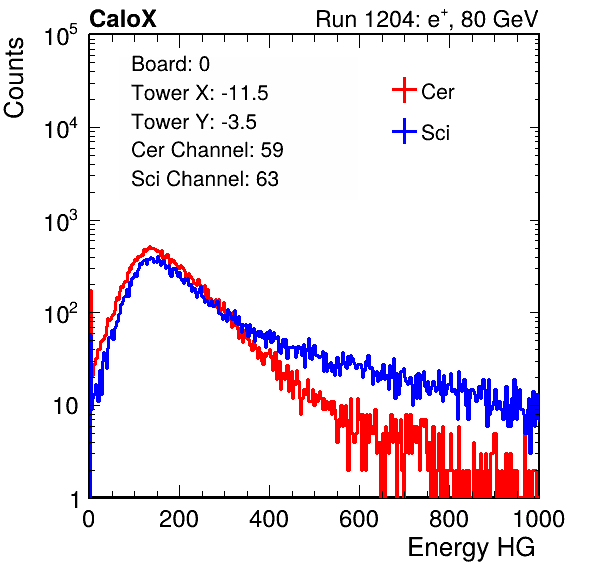 CaloX Run 1204: e⁺, 80 GeV
Counts
10⁵
10⁴
10³
10²
10
1
Board: 0
Tower X: -11.5
Tower Y: -3.5
Cer Channel: 59
Sci Channel: 63
Cer
Sci
0 200 400 600 800 1000
Energy HG